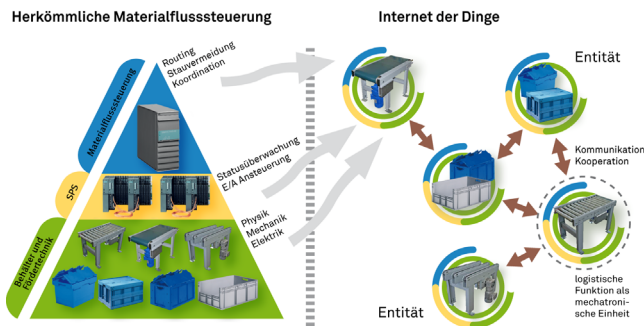 Herkömmliche Materialflusssteuerung
Internet der Dinge
Routing
Stauvermeidung
Koordination
Materialflusssteuerung
Statusüberwachung
E/A Ansteuerung
SPS
Physik
Mechanik
Elektrik
Behälter und
Fördertechnik
Entität
Kommunikation
Kooperation
Entität
logistische
Funktion als
mechatroni-
sche Einheit